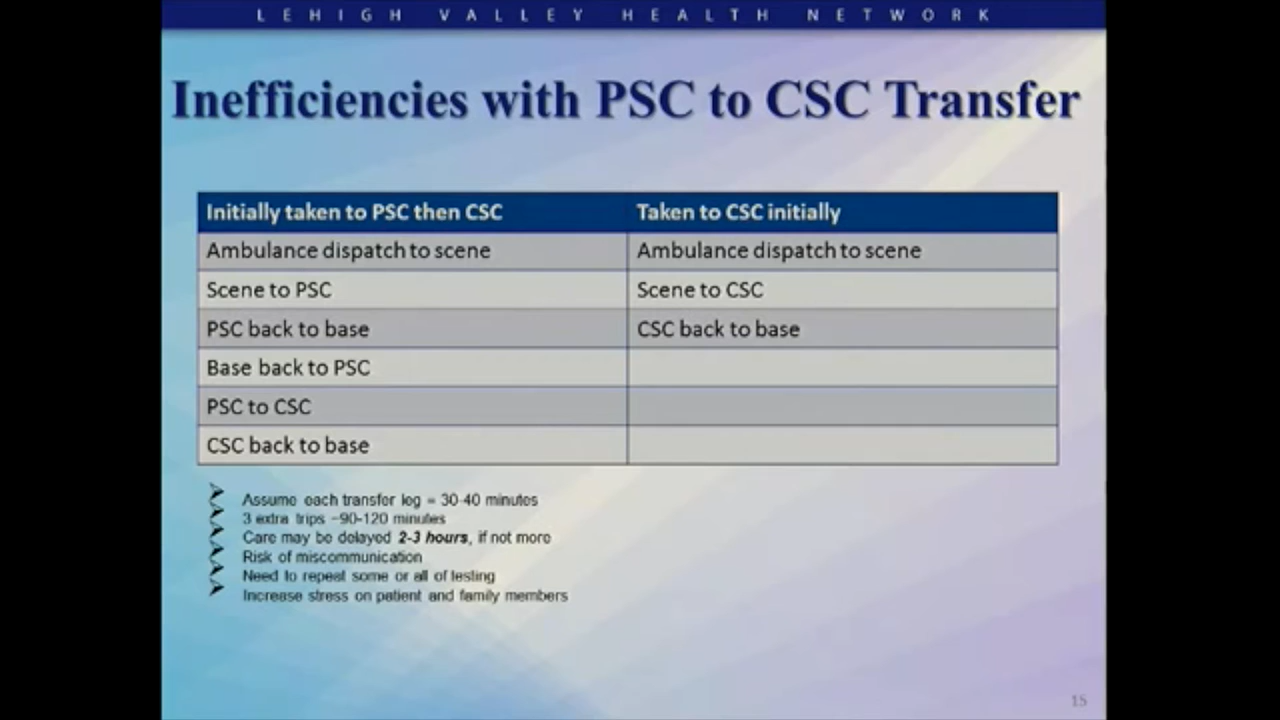 LEHIGH VALLEY HEALTH NETWORK
Inefficiencies with PSC to CSC Transfer
Initially taken to PSC then CSC Taken to CSC initially
Ambulance dispatch to scene Ambulance dispatch to scene
Scene to PSC Scene to CSC
PSC back to base CSC back to base
Base back to PSC
PSC to CSC
CSC back to base
Assume each transfer leg = 30-40 minutes
3 extra trips ~90-120 minutes
Care may be delayed 2-3 hours, if not more
Risk of miscommunication
Need to repeat some or all of testing
Increase stress on patient and family members
15